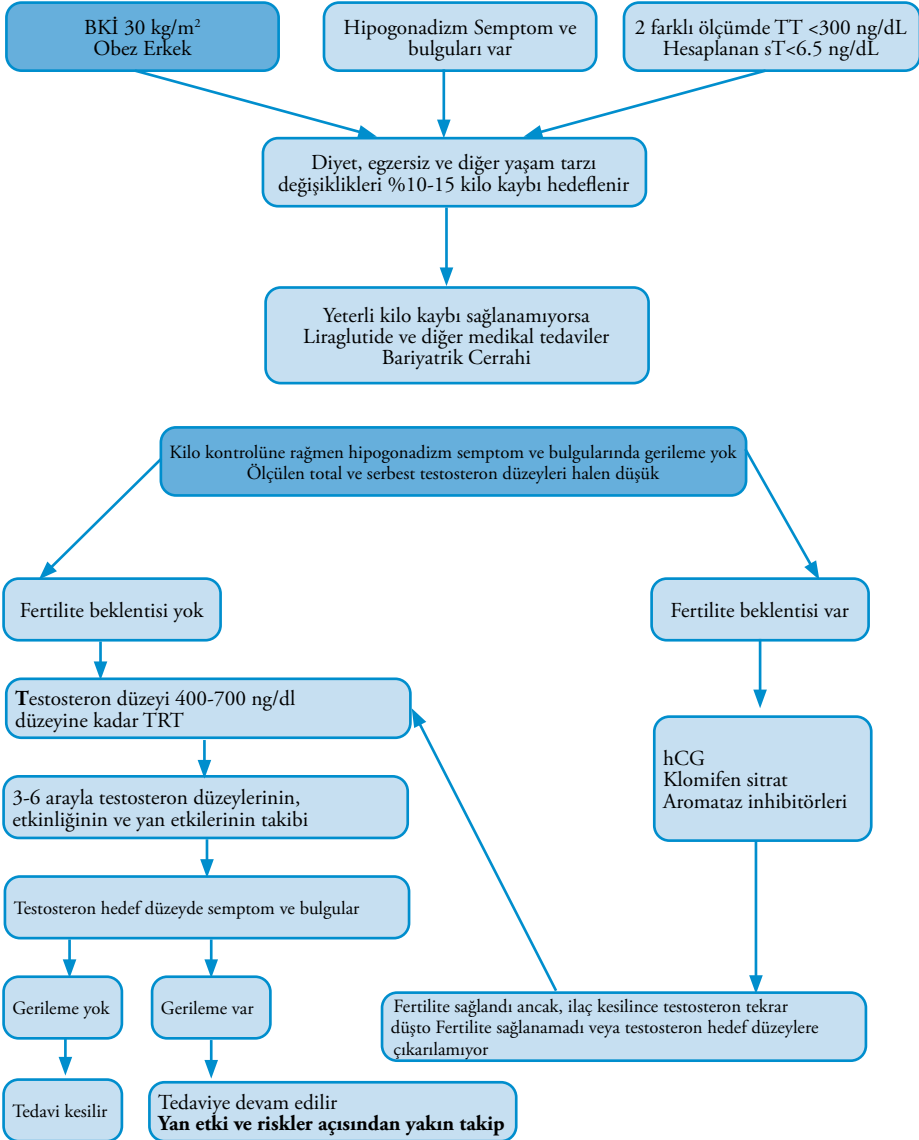 BKİ 30 kg/m²
Obez Erkek
Hipogonadizm Semptom ve
bulguları var
2 farklı ölçümde TT <300 ng/dL
Hesaplanan sT<6.5 ng/dL
Diyet, egzersiz ve diğer yaşam tarzı
değişiklikleri %10-15 kilo kaybı hedeflenir
Yeterli kilo kaybı sağlanamıyorsa
Liraglutide ve diğer medikal tedaviler
Bariyatrik Cerrahi
Kilo kontrolüne rağmen hipogonadizm semptom ve bulgularında gerileme yok
Ölçülen total ve serbest testosteron düzeyleri halen düşük
Fertilite beklentisi yok
Fertilite beklentisi var
Testosteron düzeyi 400-700 ng/dl
düzeyine kadar TRT
hCG
Klomifen sitrat
Aromataz inhibitörleri
3-6 arayla testosteron düzeylerinin,
etkinliğinin ve yan etkilerinin takibi
Testosteron hedef düzeyde semptom ve bulgular
Gerileme yok
Gerileme var
Fertilite sağlandı ancak, ilaç kesilince testosteron tekrar
düşto Fertilite sağlanamadı veya testosteron hedef düzeylere
çıkarılamıyor
Tedavi kesilir
Tedaviye devam edilir
Yan etki ve riskler açısından yakın takip